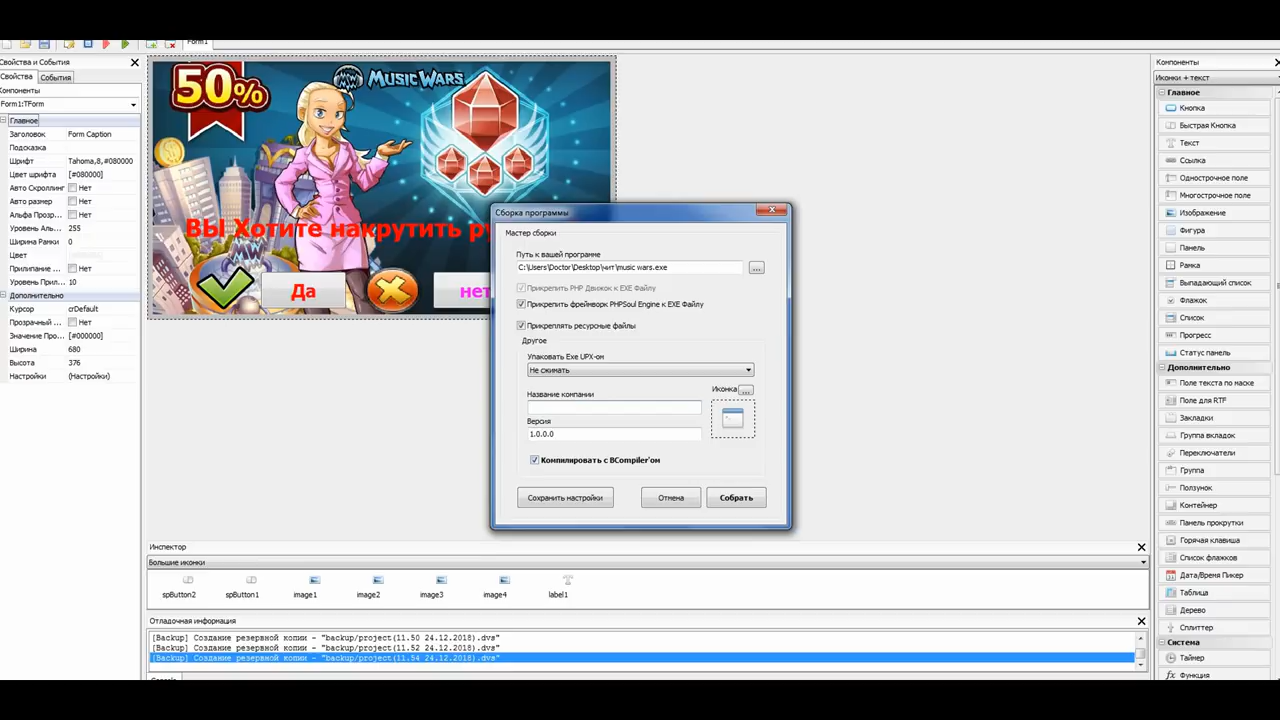 Form1
Свойства и События
Свойства
События
Компоненты
Form1:TForm
Главное
Заголовок Form Caption
Подсказка
Шрифт Tahoma,8,#080000
Цвет шрифта [#080000]
Авто Скроллинг Нет
Авто размер Нет
Альфа Прозр... Нет
Уровень Аль... 255
Ширина Рамки 0
Цвет
Прилипание ... Нет
Уровень Прил... 10
Дополнительно
Курсор crDefault
Прозрачный ... Нет
Значение Про... [#000000]
Ширина 680
Высота 376
Настройки (Настройки)
50%
MUSIC WARS
ВЫ Хотите накрутить ру
Да
нет
Сборка программы
Мастер сборки
Путь к вашей программе
C:\Users\Doctor\Desktop\чит\music wars.exe
...
Прикрепить PHP Движок к EXE Файлу
Прикрепить фреймворк PHPSoul Engine к EXE Файлу
Прикреплять ресурсные файлы
Другое
Упаковать Exe UPX-ом
Не сжимать
Иконка ...
Название компании
Версия
1.0.0.0
Компилировать с BCompiler'ом
Сохранить настройки
Отмена
Собрать
Инспектор
Большие иконки
spButton2
spButton1
image1
image2
image3
image4
label1
Отладочная информация
[Backup] Создание резервной копии - "backup/project(11.50 24.12.2018).dvs"
[Backup] Создание резервной копии - "backup/project(11.52 24.12.2018).dvs"
[Backup] Создание резервной копии - "backup/project(11.54 24.12.2018).dvs"
Компоненты
Иконки + текст
Главное
Кнопка
Быстрая Кнопка
Текст
Ссылка
Однострочное поле
Многострочное поле
Изображение
Фигура
Панель
Рамка
Выпадающий список
Флажок
Список
Прогресс
Статус панель
Дополнительно
Поле текста по маске
Поле для RTF
Закладки
Группа вкладок
Переключатели
Группа
Ползунок
Контейнер
Панель прокрутки
Горячая клавиша
Список флажков
Дата/Время Пикер
Таблица
Дерево
Сплиттер
Система
Таймер
Функция